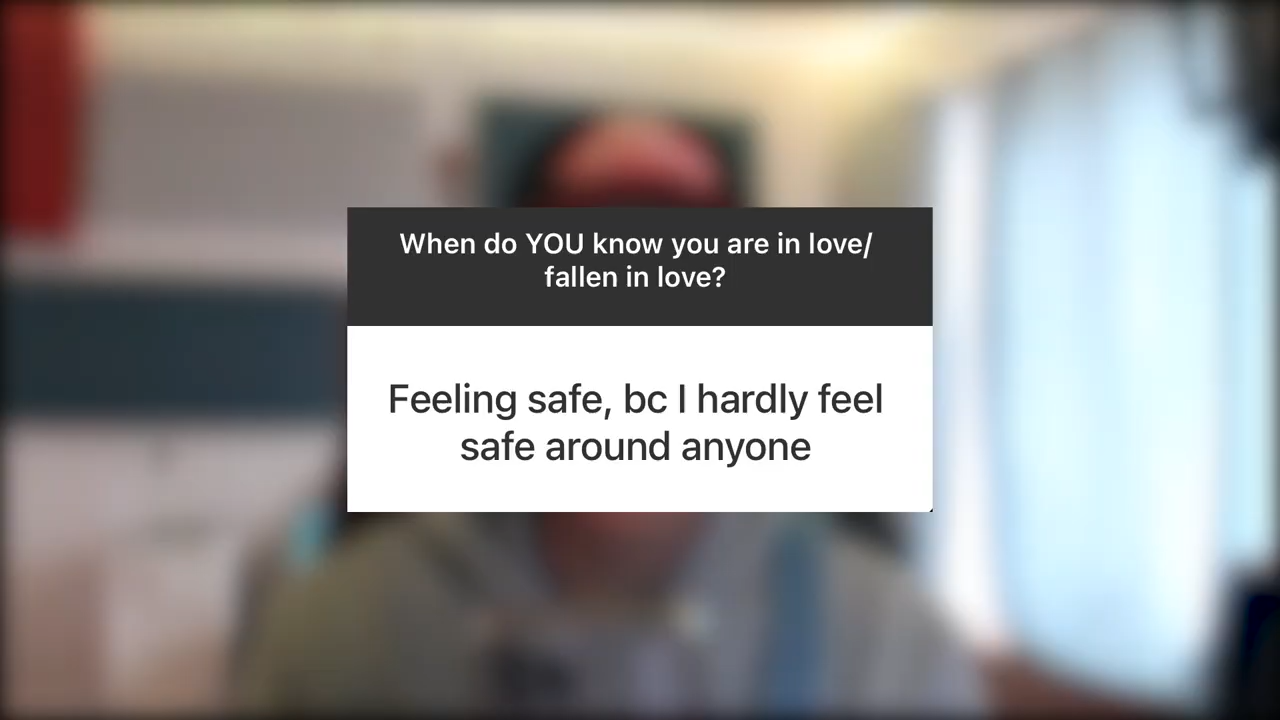 When do YOU know you are in love/
fallen in love?
Feeling safe, bc I hardly feel
safe around anyone